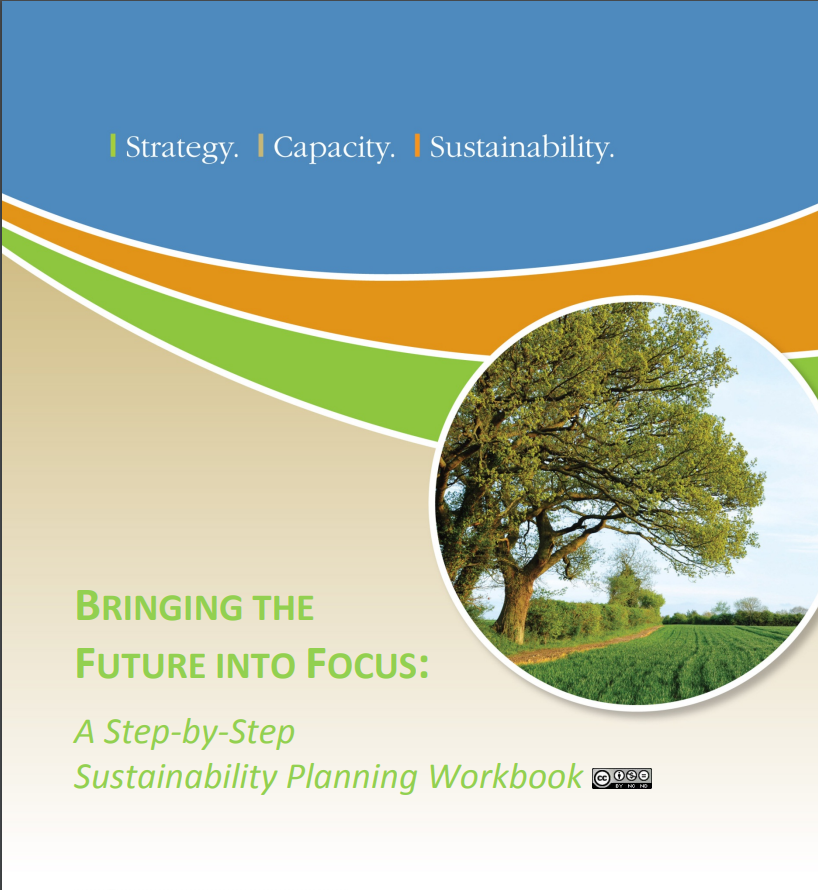 Strategy. Capacity. Sustainability.
BRINGING THE
FUTURE INTO FOCUS:
A Step-by-Step
Sustainability Planning Workbook